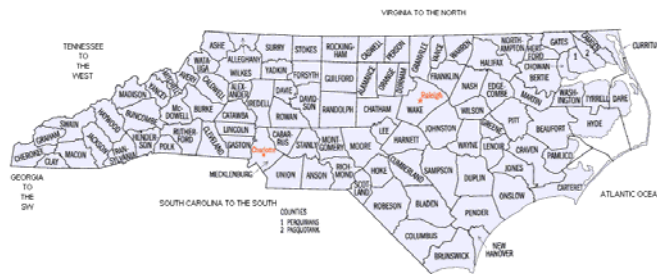 VIRGINIA TO THE NORTH
TENNESSEE
TO
THE
WEST
ASHE
ALLEGHANY
SURRY
STOKES
ROCKING-
HAM
CASWELL
PERSON
GRANVILLE
VANCE
WARREN
NORTH-
AMPTON
HERT-
FORD
GATES
CAMDEN
CURRITU
1
2
WATA-
UGA
WILKES
YADKIN
FORSYTH
GUILFORD
ALAMANCE
ORANGE
DURHAM
FRANKLIN
HALIFAX
BERTIE
CHOWAN
AVERY
MITCHELL
YANCEY
MADISON
CALDWELL
ALEX-
ANDER
IREDELL
DAVIE
DAVID-
SON
RANDOLPH
CHATHAM
WAKE
Raleigh
NASH
EDGE-
COMBE
MARTIN
WASH-
INGTON
TYRRELL
DARE
BUNCOMBE
Mc-
DOWELL
BURKE
CATAWBA
ROWAN
WILSON
PITT
BEAUFORT
HYDE
SWAIN
HAYWOOD
GRAHAM
CHEROKEE
CLAY
MACON
JACKSON
TRAN-
SYLVANIA
HENDER-
SON
POLK
RUTHER-
FORD
CLEVELAND
LINCOLN
GASTON
CABAR-
RUS
Charlotte
STANLY
MONT-
GOMERY
MOORE
LEE
HARNETT
JOHNSTON
WAYNE
GREENE
LENOIR
CRAVEN
PAMLICO
MECKLENBURG
UNION
ANSON
RICH-
MOND
SCOT-
LAND
HOKE
CUMBERLAND
SAMPSON
DUPLIN
JONES
CARTERET
ONSLOW
GEORGIA
TO
THE
SW
SOUTH CAROLINA TO THE SOUTH
ATLANTIC OCEA
COUNTIES
1 PERQUIMANS
2 PASQUOTANK
ROBESON
BLADEN
PENDER
COLUMBUS
BRUNSWICK
NEW
HANOVER